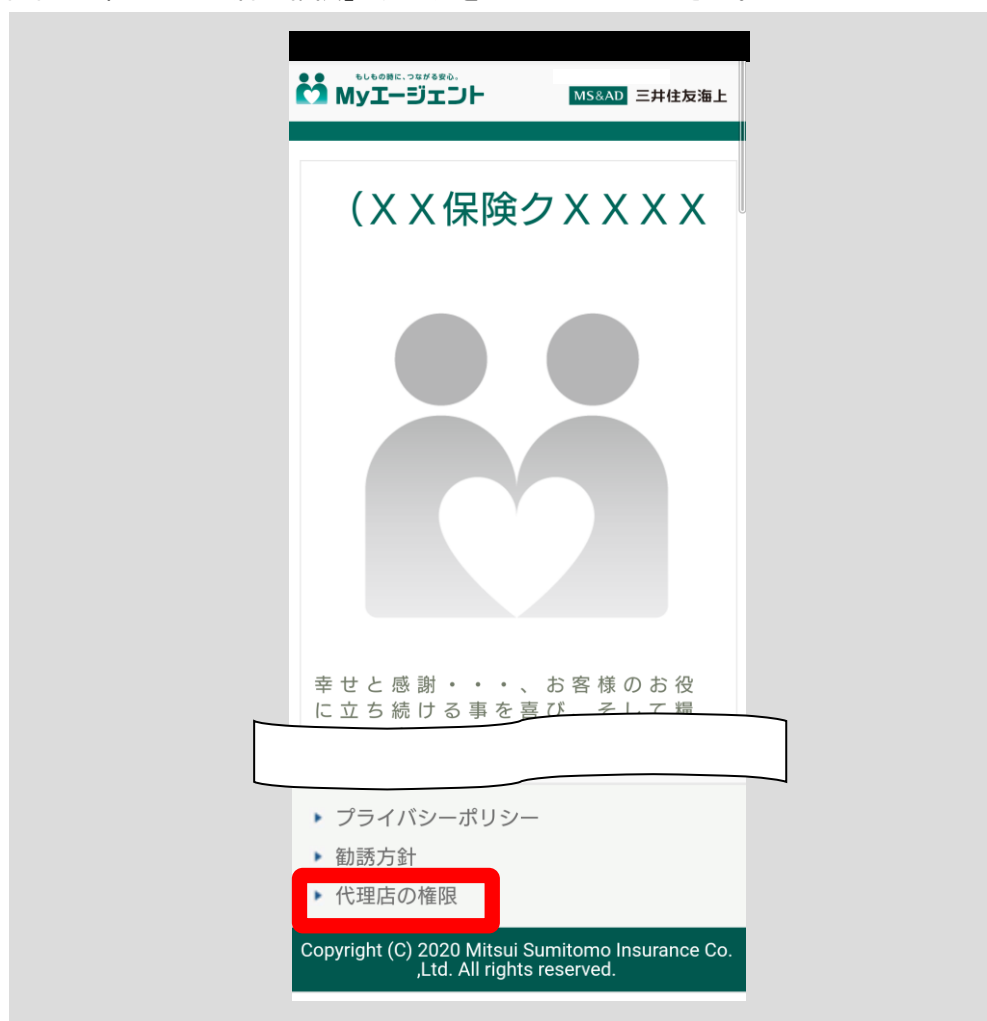 もしもの時に、つながる安心。
Myエージェント
MS&AD 三井住友海上
（ＸＸ保険クＸＸＸＸ
幸せと感謝・・・、お客様のお役
に立ち続ける事を喜び、そして糧
プライバシーポリシー
勧誘方針
代理店の権限
Copyright (C) 2020 Mitsui Sumitomo Insurance Co.
,Ltd. All rights reserved.